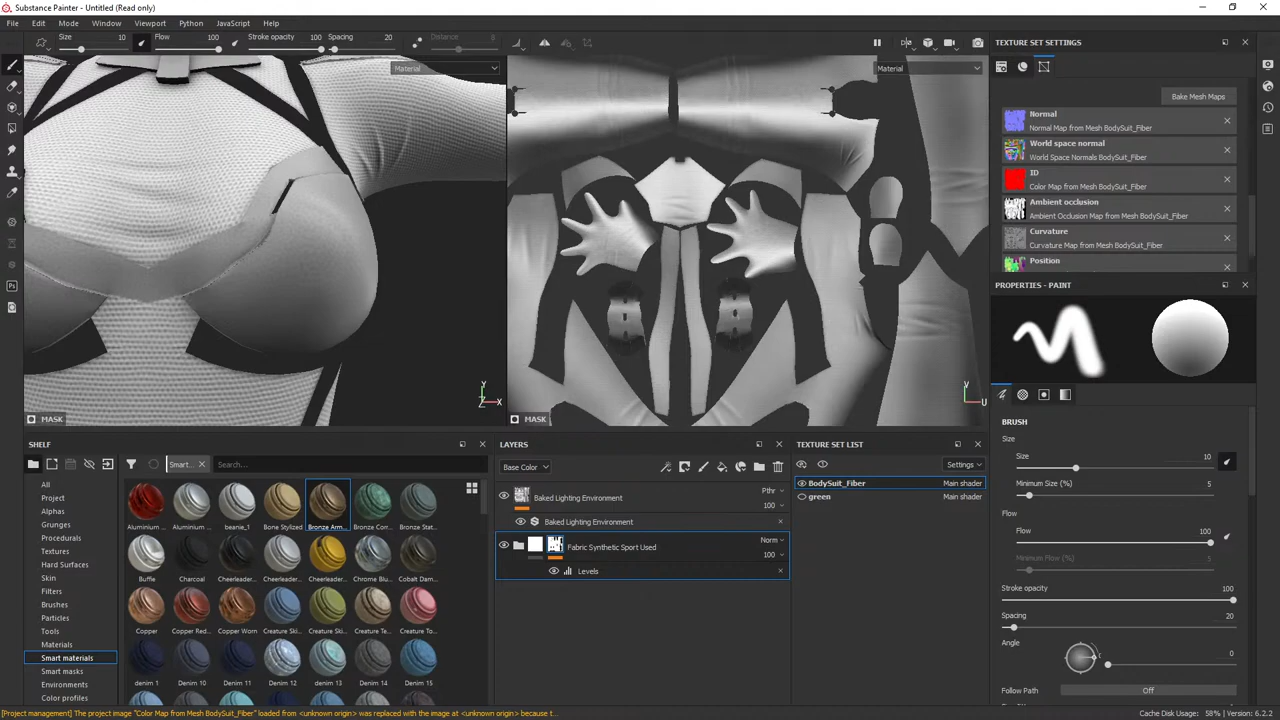 Substance Painter - Untitled (Read only)
File Edit Mode Window Viewport Python JavaScript Help
Size 10 Flow 100 Stroke opacity 100 Spacing 20 Distance 8
Material
Material
Y
Z X
V
U
MASK
MASK
TEXTURE SET SETTINGS
Bake Mesh Maps
Normal
Normal Map from Mesh BodySuit_Fiber
World space normal
World Space Normals BodySuit_Fiber
ID
Color Map from Mesh BodySuit_Fiber
Ambient occlusion
Ambient Occlusion Map from Mesh BodySuit_Fiber
Curvature
Curvature Map from Mesh BodySuit_Fiber
Position
PROPERTIES - PAINT
BRUSH
Size
Size 10
Minimum Size (%) 5
Flow
Flow 100
Minimum Flow (%) 5
Stroke opacity 100
Spacing 20
Angle 0
Follow Path Off
SHELF
Smart...
Search...
All
Project
Alphas
Grunges
Procedurals
Textures
Hard Surfaces
Skin
Filters
Brushes
Particles
Tools
Materials
Smart materials
Smart masks
Environments
Color profiles
Aluminium ... Aluminium ... beanie_1 Bone Stylized Bronze Arm... Bronze Corr... Bronze Stat...
Buffie Charcoal Cheerleader... Cheerleader... Cheerleader... Chrome Blu... Cobalt Dam...
Copper Copper Red... Copper Worn Creature Ski... Creature Ski... Creature Te... Creature To...
Denim 1 Denim 10 Denim 11 Denim 12 denim 13 Denim 14 Denim 15
LAYERS
Base Color
Baked Lighting Environment Pthr 100
Baked Lighting Environment
Fabric Synthetic Sport Used Norm 100
Levels
TEXTURE SET LIST
Settings
BodySuit_Fiber Main shader
green Main shader
[Project management] The project image "Color Map from Mesh BodySuit_Fiber" loaded from <unknown origin> was replaced with the image at <unknown origin> because t...
Cache Disk Usage: 58% | Version: 6.2.2